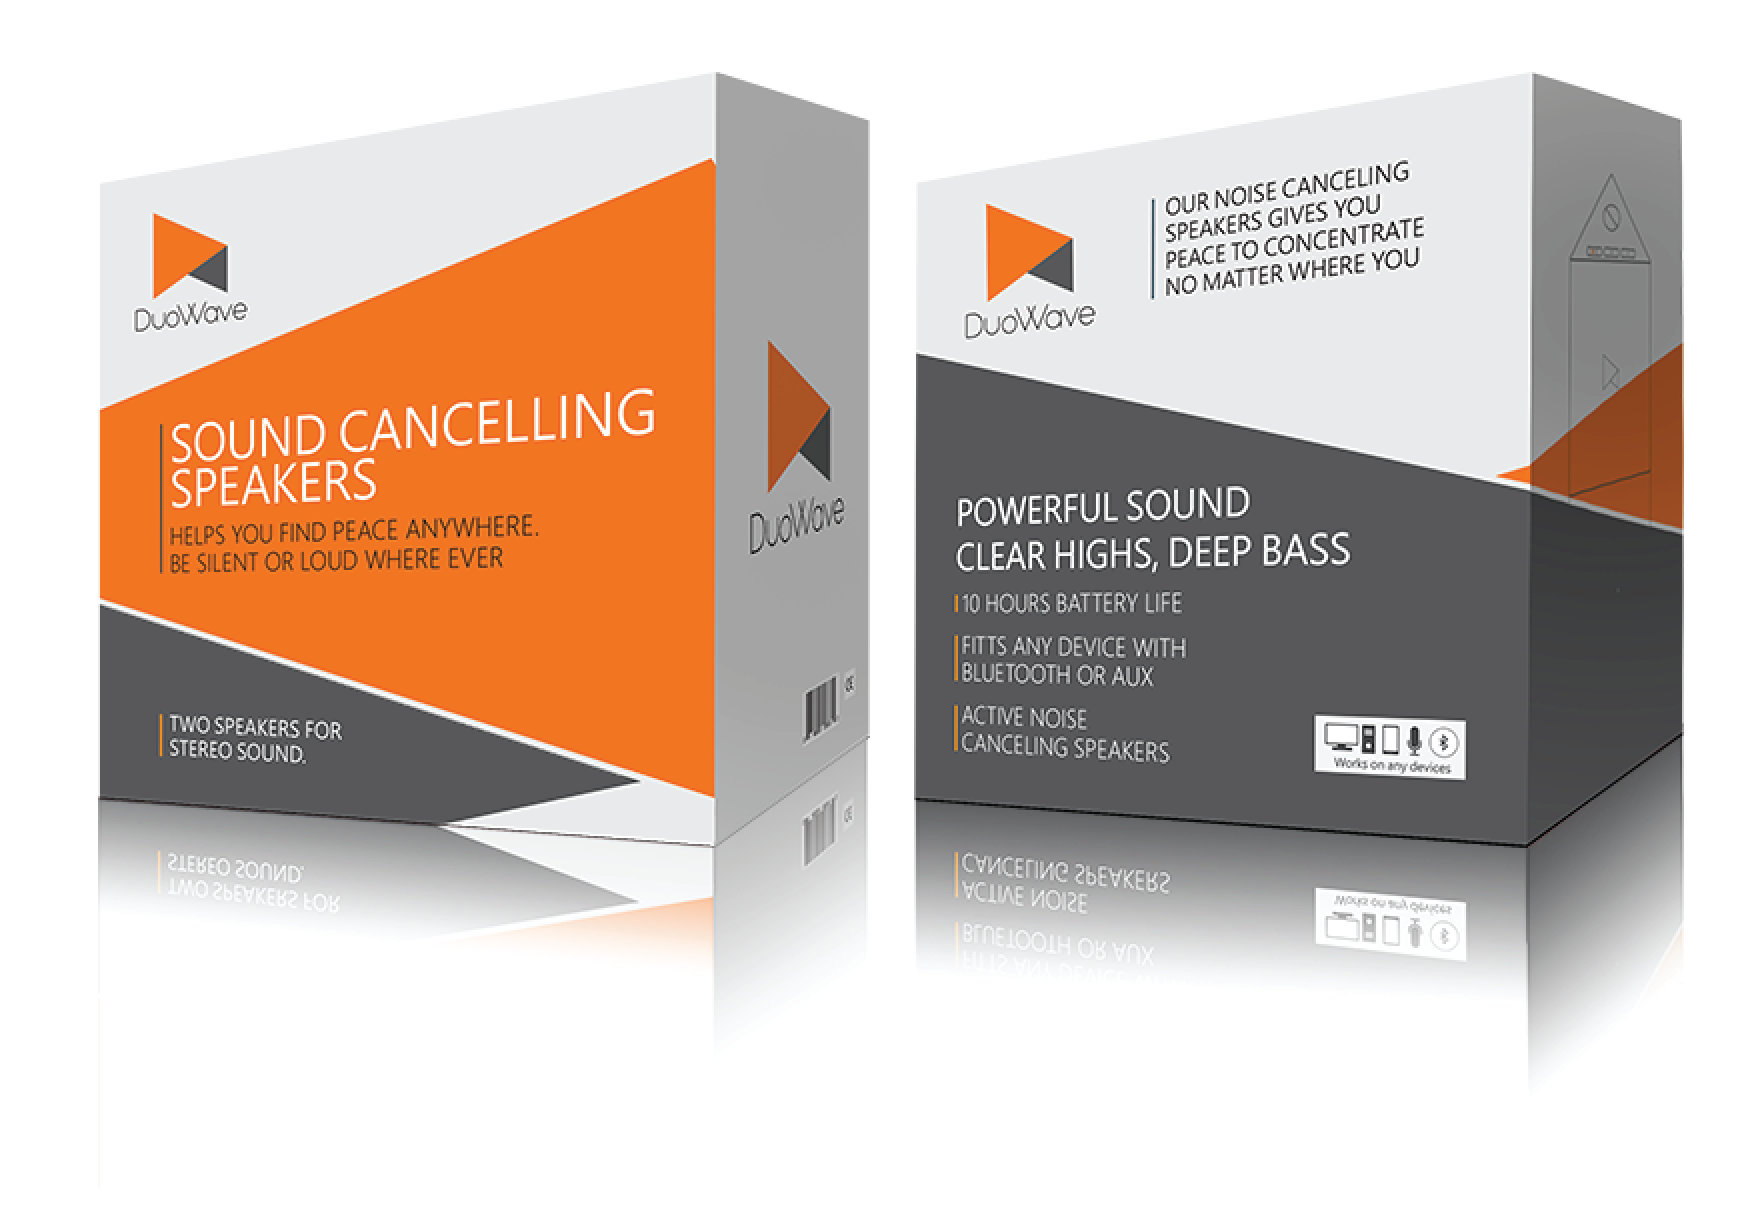 DuoWave
SOUND CANCELLING
SPEAKERS
HELPS YOU FIND PEACE ANYWHERE.
BE SILENT OR LOUD WHERE EVER
TWO SPEAKERS FOR
STEREO SOUND.
DuoWave
CE
DuoWave
OUR NOISE CANCELING
SPEAKERS GIVES YOU
PEACE TO CONCENTRATE
NO MATTER WHERE YOU
POWERFUL SOUND
CLEAR HIGHS, DEEP BASS
10 HOURS BATTERY LIFE
FITTS ANY DEVICE WITH
BLUETOOTH OR AUX
ACTIVE NOISE
CANCELING SPEAKERS
Works on any devices